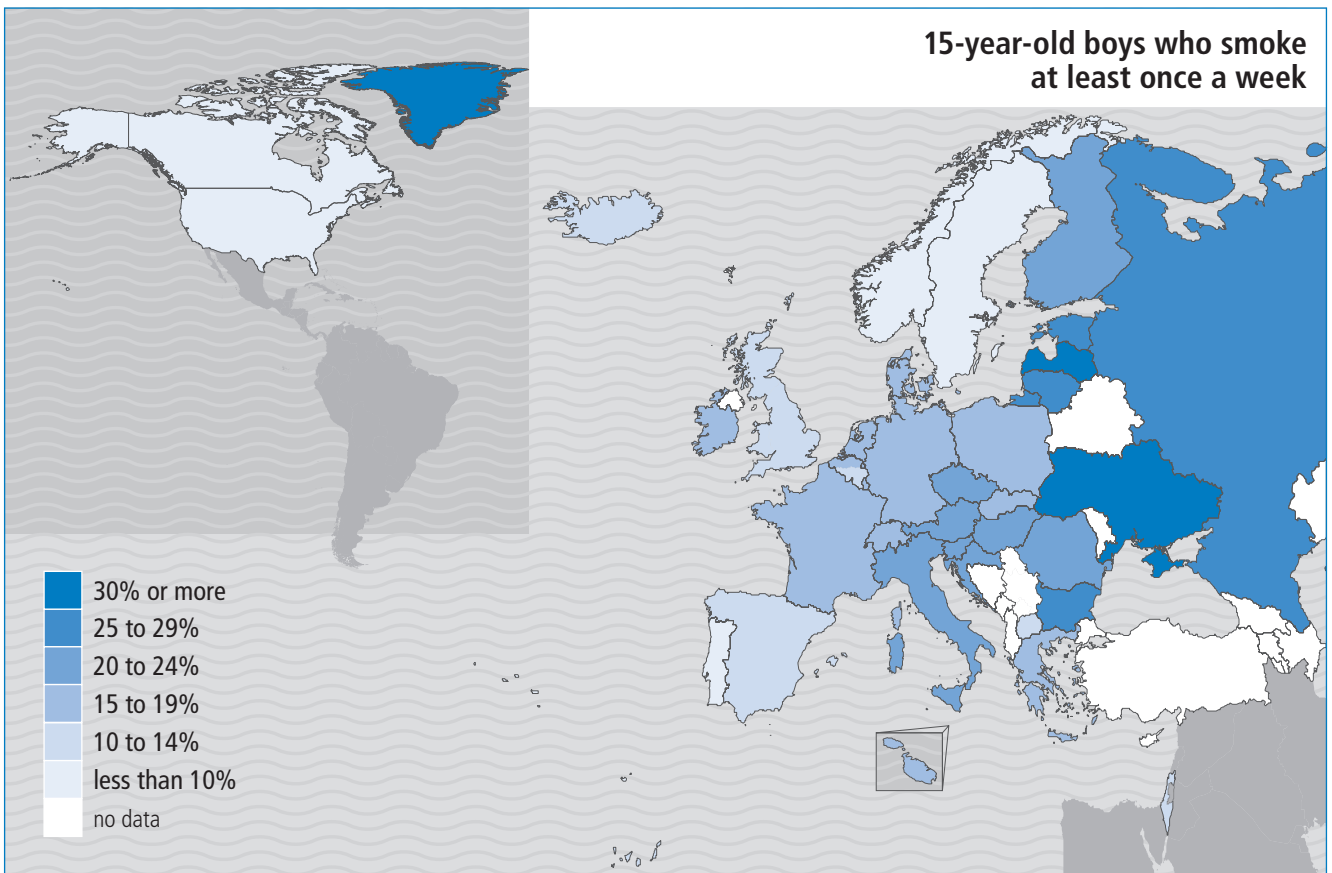 15-year-old boys who smoke
at least once a week
30% or more
25 to 29%
20 to 24%
15 to 19%
10 to 14%
less than 10%
no data